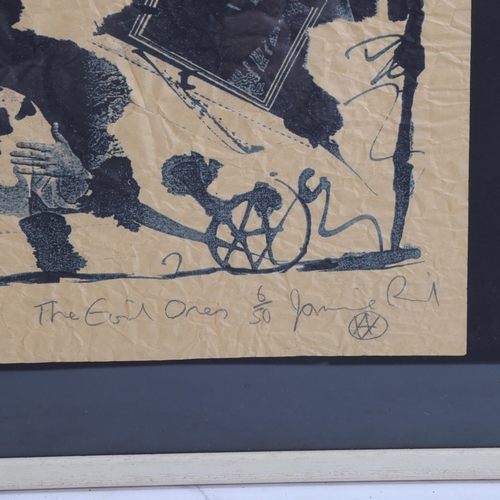 The Evil Ones 6/50 Jamie Reid